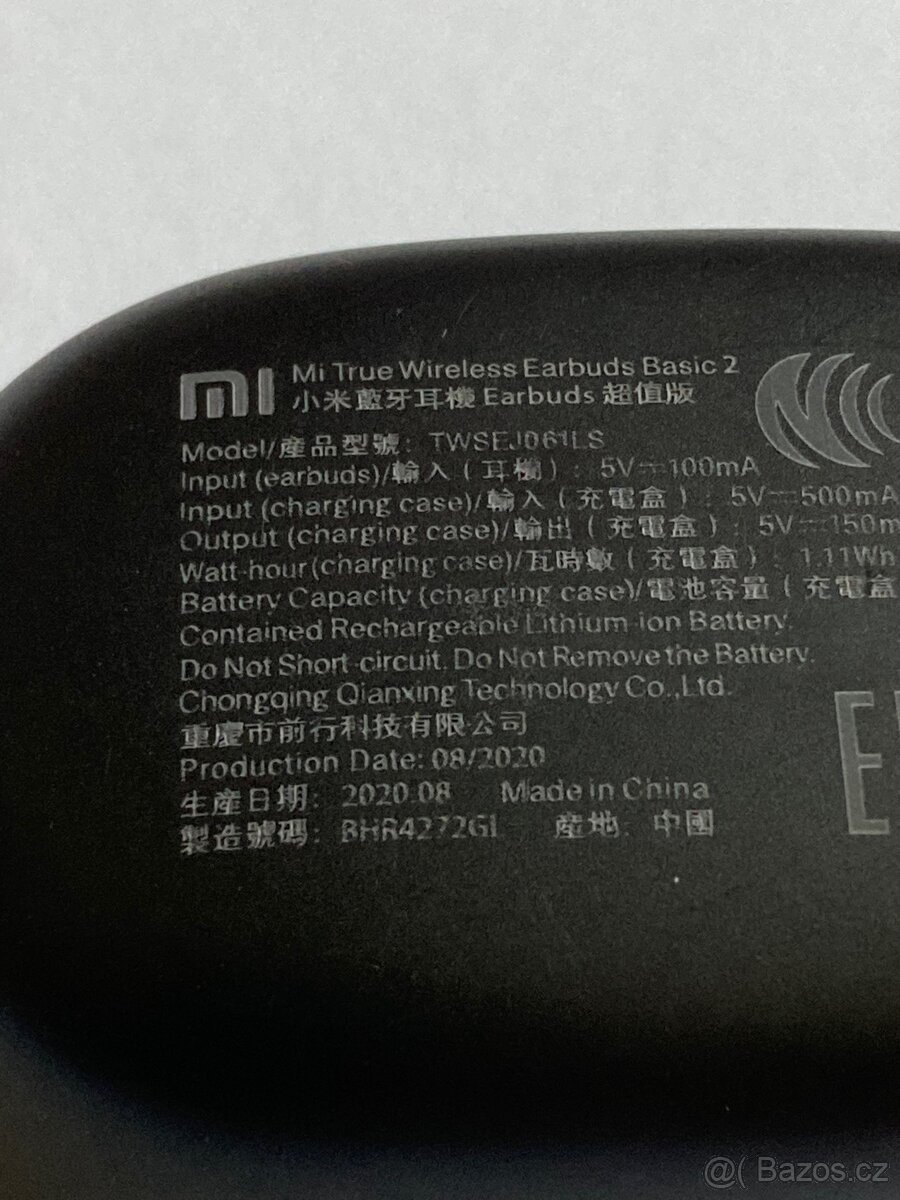 mi
Mi True Wireless Earbuds Basic 2
小米藍牙耳機 Earbuds 超值版
Model/產品型號: TWSEJ061LS
Input (earbuds)/輸入 ( 耳機 ) : 5V⎓100mA
Input (charging case)/輸入 ( 充電盒 ) : 5V⎓500mA
Output (charging case)/輸出 ( 充電盒 ) : 5V⎓150m
Watt-hour (charging case)/瓦時數 ( 充電盒 ) : 1.11Wh
Battery Capacity (charging case)/電池容量 ( 充電盒
Contained Rechargeable Lithium-ion Battery.
Do Not Short-circuit. Do Not Remove the Battery.
Chongqing Qianxing Technology Co.,Ltd.
重慶市前行科技有限公司
Production Date: 08/2020
生產日期: 2020.08 Made in China
製造號碼: BHR4272GL 產地: 中國
@( Bazos.cz